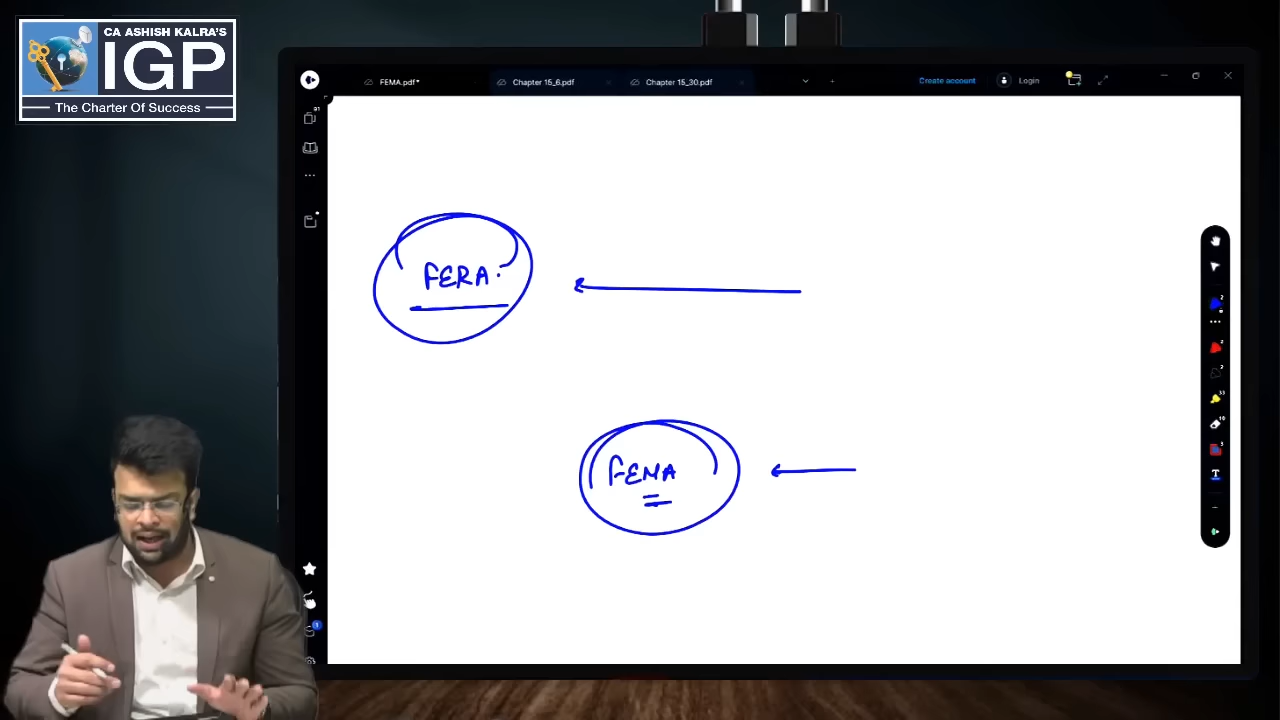 CA ASHISH KALRA'S
IGP
The Charter Of Success
FEMA.pdf*
Chapter 15_6.pdf
Chapter 15_30.pdf
Create account
Login
FERA.
FEMA